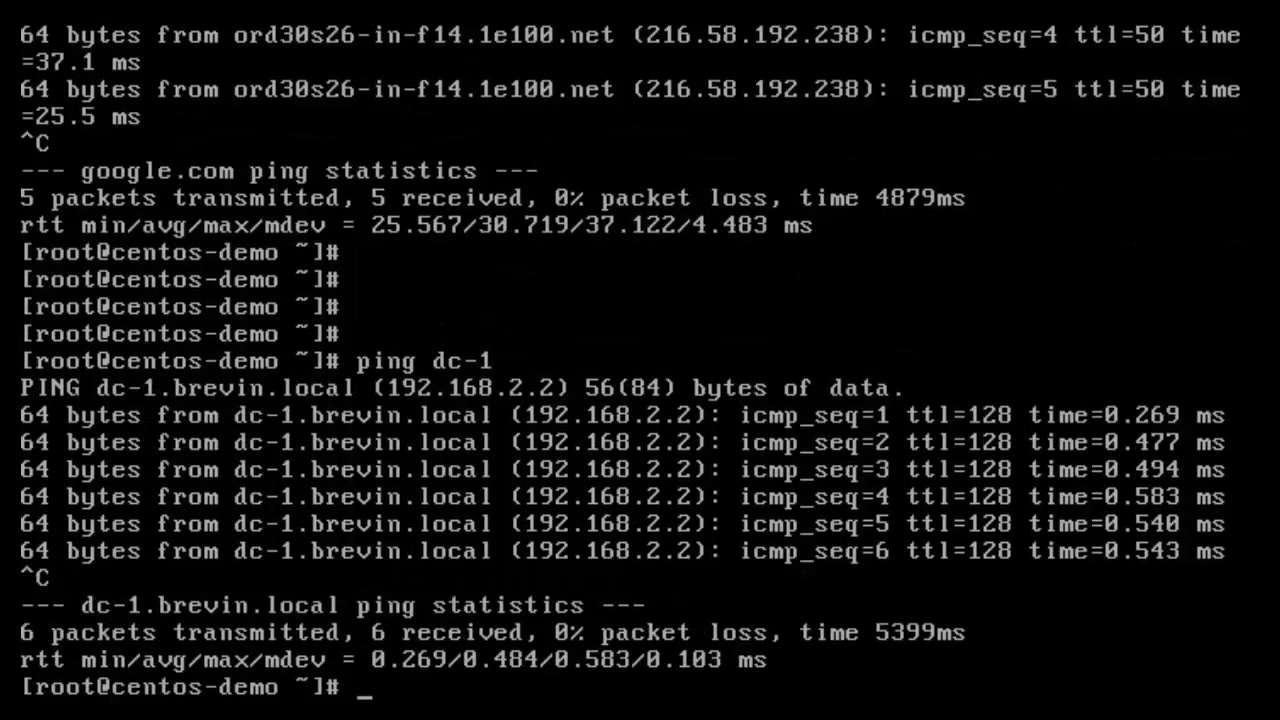 64 bytes from ord30s26-in-f14.1e100.net (216.58.192.238): icmp_seq=4 ttl=50 time
=37.1 ms
64 bytes from ord30s26-in-f14.1e100.net (216.58.192.238): icmp_seq=5 ttl=50 time
=25.5 ms
^C
--- google.com ping statistics ---
5 packets transmitted, 5 received, 0% packet loss, time 4879ms
rtt min/avg/max/mdev = 25.567/30.719/37.122/4.483 ms
[root@centos-demo ~]#
[root@centos-demo ~]#
[root@centos-demo ~]#
[root@centos-demo ~]#
[root@centos-demo ~]# ping dc-1
PING dc-1.brevin.local (192.168.2.2) 56(84) bytes of data.
64 bytes from dc-1.brevin.local (192.168.2.2): icmp_seq=1 ttl=128 time=0.269 ms
64 bytes from dc-1.brevin.local (192.168.2.2): icmp_seq=2 ttl=128 time=0.477 ms
64 bytes from dc-1.brevin.local (192.168.2.2): icmp_seq=3 ttl=128 time=0.494 ms
64 bytes from dc-1.brevin.local (192.168.2.2): icmp_seq=4 ttl=128 time=0.583 ms
64 bytes from dc-1.brevin.local (192.168.2.2): icmp_seq=5 ttl=128 time=0.540 ms
64 bytes from dc-1.brevin.local (192.168.2.2): icmp_seq=6 ttl=128 time=0.543 ms
^C
--- dc-1.brevin.local ping statistics ---
6 packets transmitted, 6 received, 0% packet loss, time 5399ms
rtt min/avg/max/mdev = 0.269/0.484/0.583/0.103 ms
[root@centos-demo ~]# _